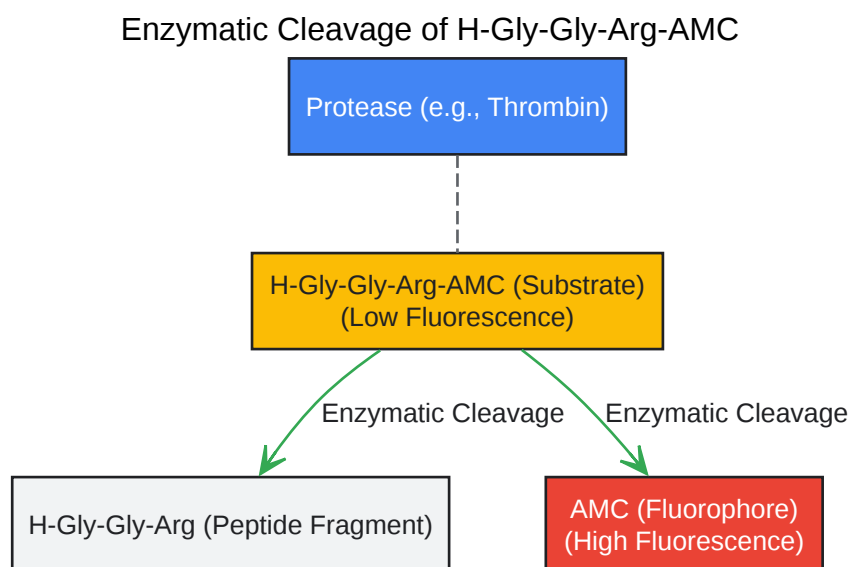 Enzymatic Cleavage of H-Gly-Gly-Arg-AMC
Protease (e.g., Thrombin)
H-Gly-Gly-Arg-AMC (Substrate)
(Low Fluorescence)
Enzymatic Cleavage
Enzymatic Cleavage
H-Gly-Gly-Arg (Peptide Fragment)
AMC (Fluorophore)
(High Fluorescence)